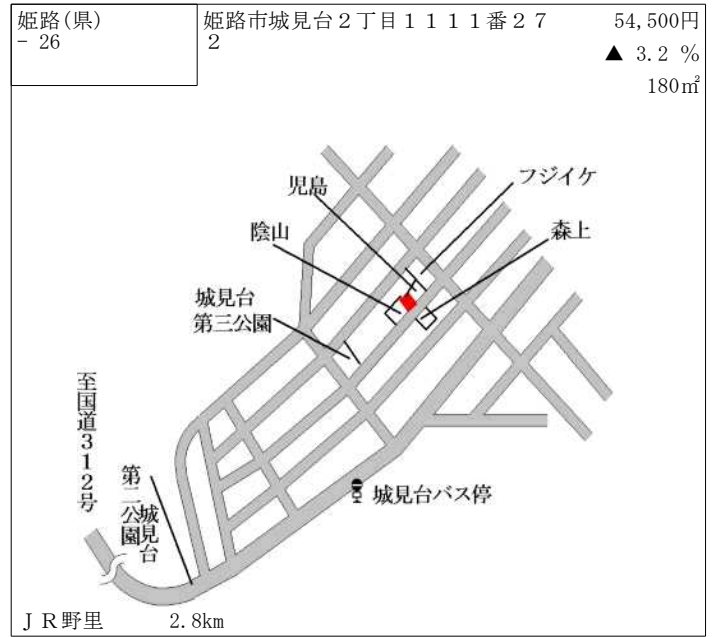 姫路(県)
- 26
姫路市城見台２丁目１１１１番２７
２
54,500円
▲ 3.2 %
180㎡
児島
フジイケ
陰山
森上
城見台
第三公園
至国道３１２号
城見台
第二公園
城見台バス停
ＪＲ野里
2.8km